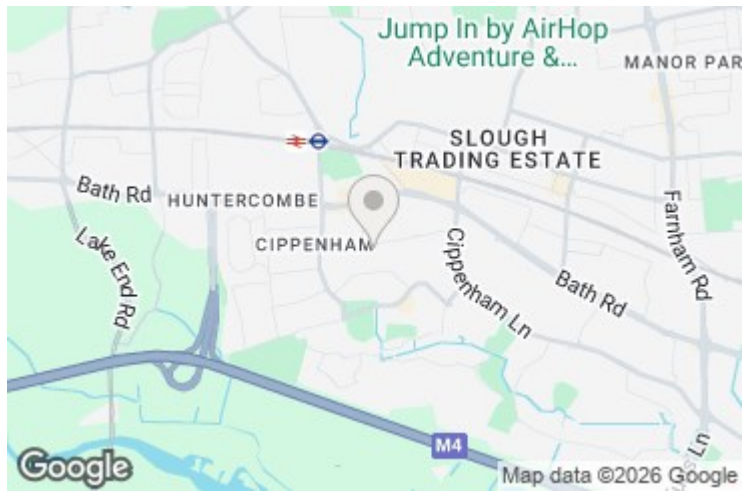 Jump In by AirHop
Adventure &...
MANOR PAR
SLOUGH
TRADING ESTATE
Bath Rd
HUNTERCOMBE
Lake End Rd
CIPPENHAM
Cippenham Ln
Farnham Rd
Bath Rd
M4
Ln
Google
Map data ©2026 Google